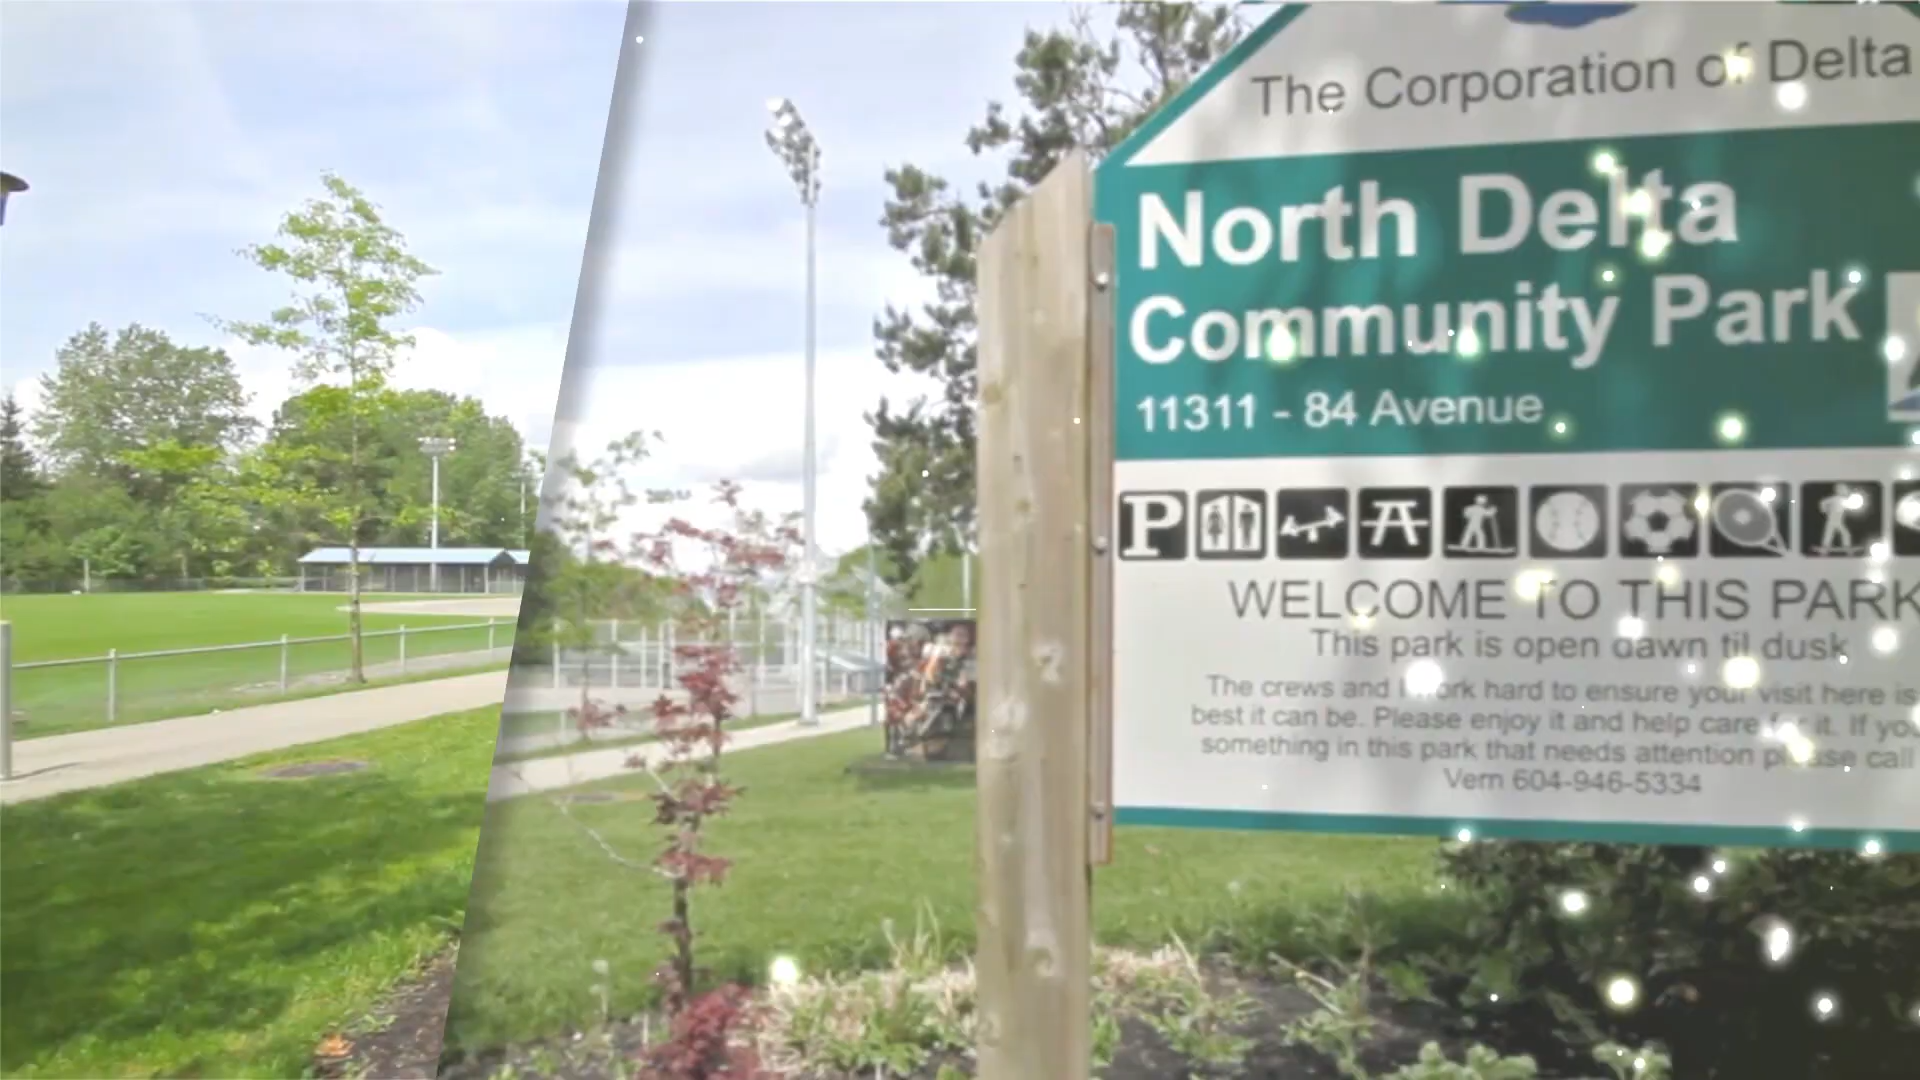 The Corporation of Delta
North Delta
Community Park
11311 - 84 Avenue
P
WELCOME TO THIS PARK
This park is open dawn til dusk
The crews and I work hard to ensure your visit here is
best it can be. Please enjoy it and help care for it. If you
something in this park that needs attention please call
Vern 604-946-5334